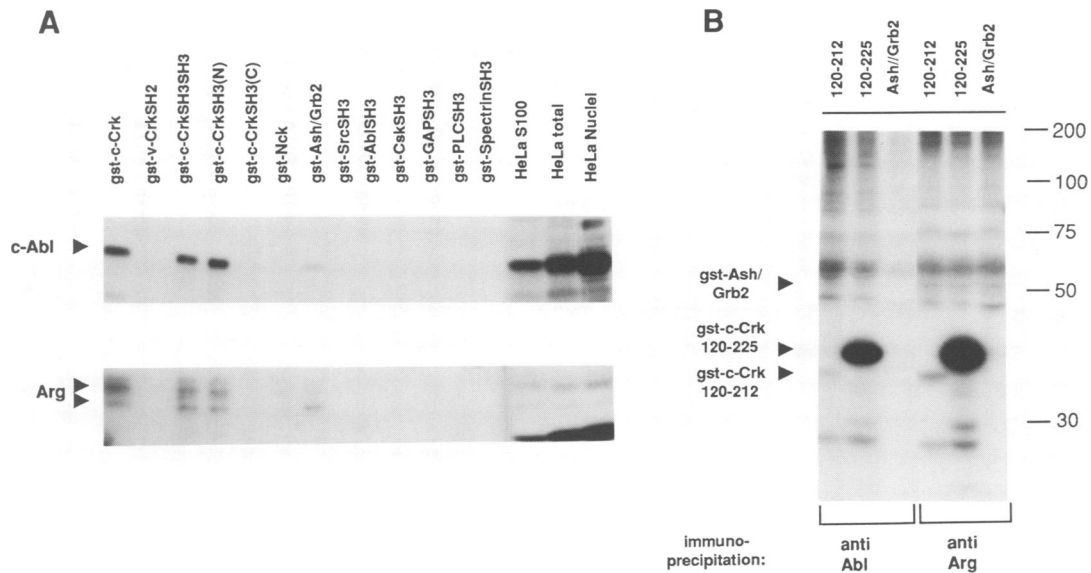 A
gst-c-Crk
gst-v-CrkSH2
gst-c-CrkSH3SH3
gst-c-CrkSH3(N)
gst-c-CrkSH3(C)
gst-Nck
gst-Ash/Grb2
gst-SrcSH3
gst-AblSH3
gst-CskSH3
gst-GAPSH3
gst-PLCSH3
gst-SpectrinSH3
HeLa S100
HeLa total
HeLa Nuclei
c-Abl
Arg
B
120-212
120-225
Ash//Grb2
120-212
120-225
Ash/Grb2
200
100
75
50
30
gst-Ash/
Grb2
gst-c-Crk
120-225
gst-c-Crk
120-212
immuno-
precipitation:
anti
Abl
anti
Arg